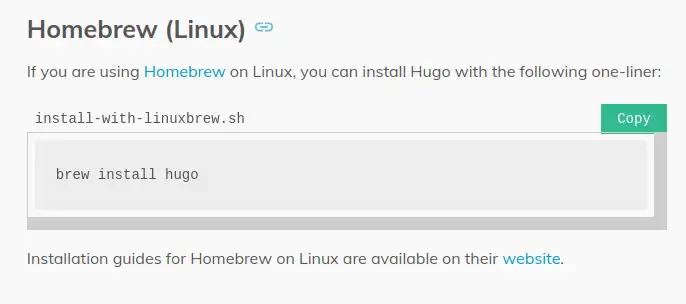 Homebrew (Linux)
If you are using Homebrew on Linux, you can install Hugo with the following one-liner:
install-with-linuxbrew.sh
Copy
brew install hugo
Installation guides for Homebrew on Linux are available on their website.